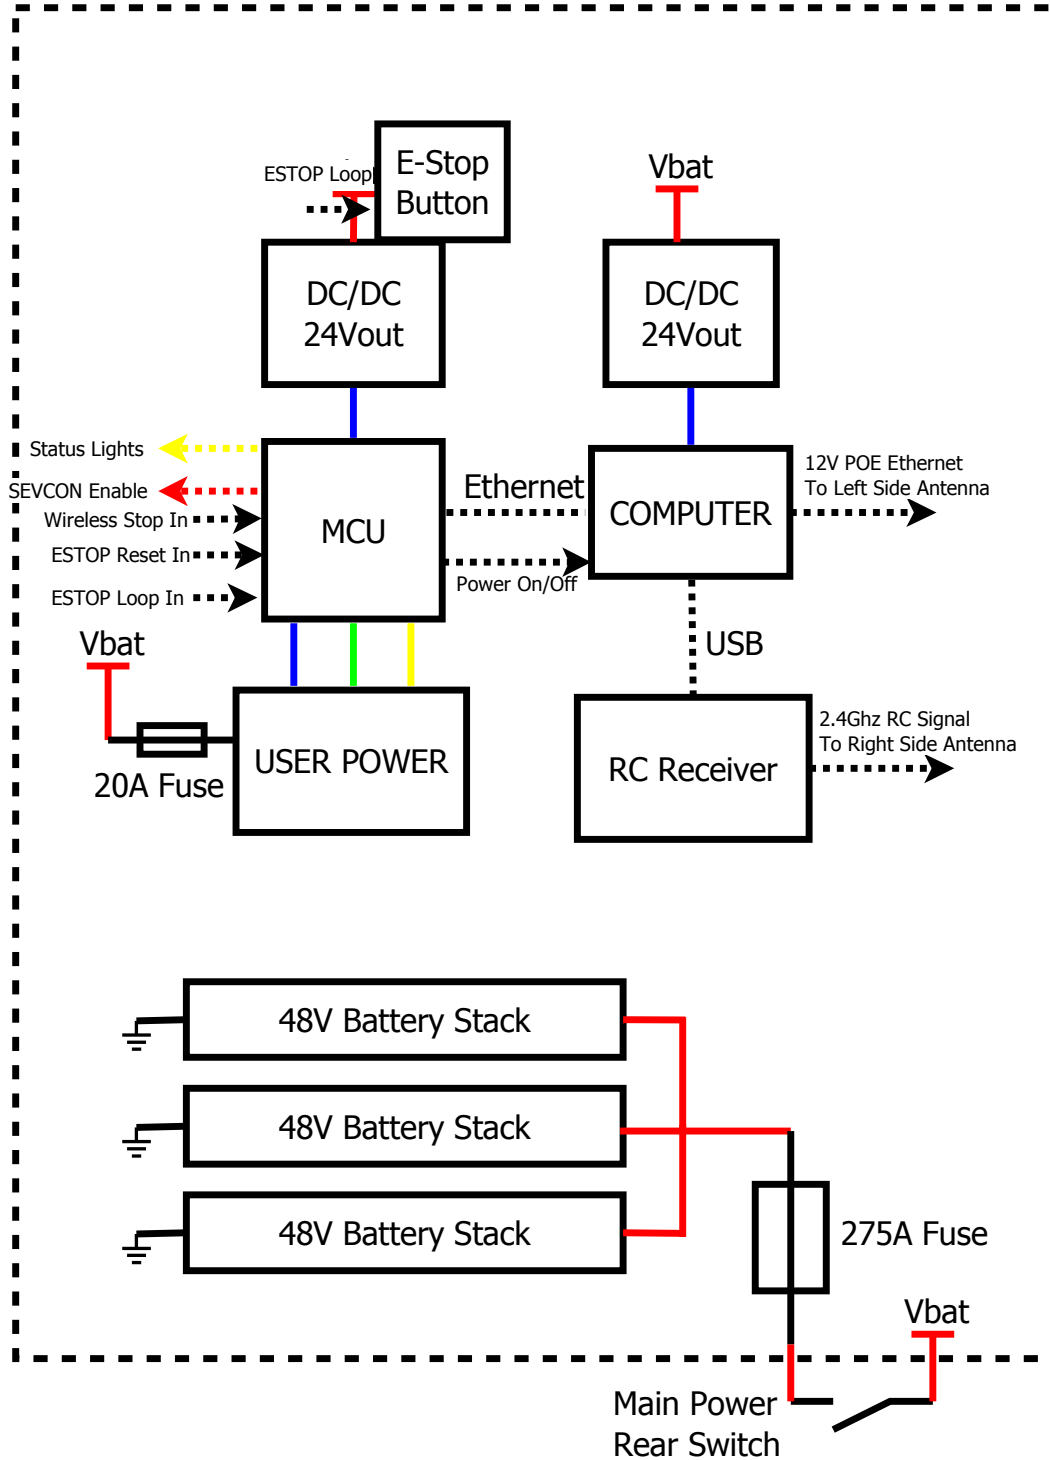 E-Stop
Button
ESTOP Loop
Vbat
DC/DC
24Vout
DC/DC
24Vout
Status Lights
SEVCON Enable
Wireless Stop In
ESTOP Reset In
ESTOP Loop In
MCU
Ethernet
Power On/Off
COMPUTER
12V POE Ethernet
To Left Side Antenna
Vbat
USB
20A Fuse
USER POWER
RC Receiver
2.4Ghz RC Signal
To Right Side Antenna
48V Battery Stack
48V Battery Stack
48V Battery Stack
275A Fuse
Vbat
Main Power
Rear Switch